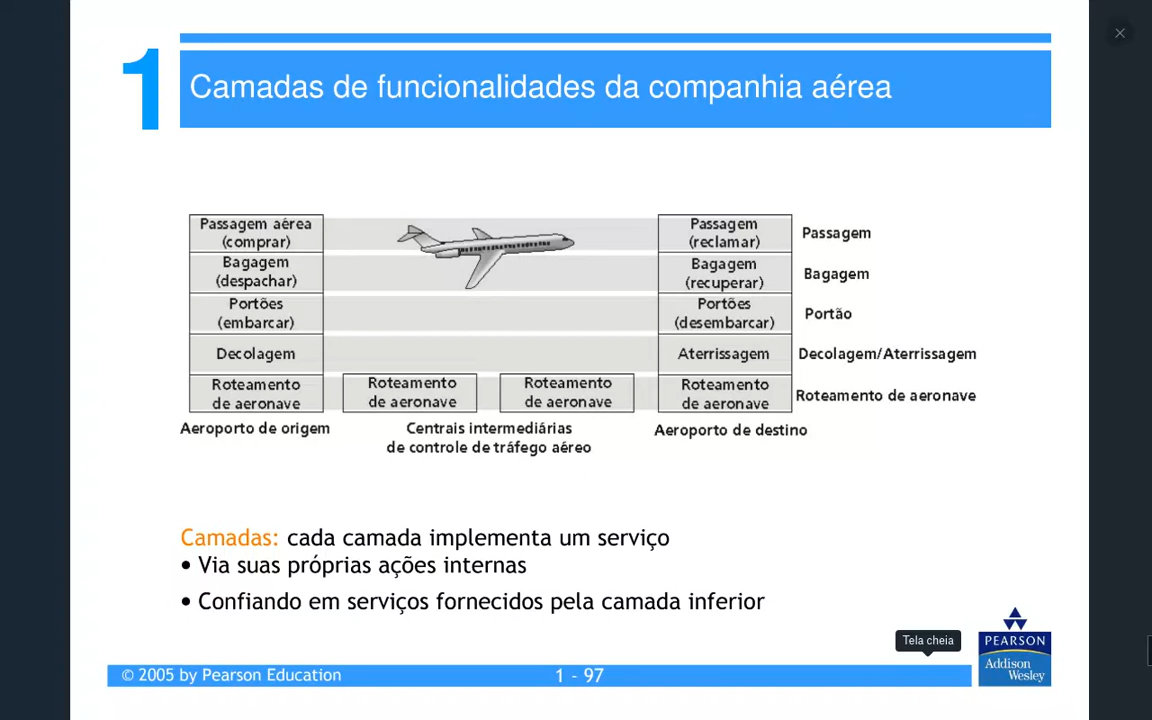 1
Camadas de funcionalidades da companhia aérea
Passagem aérea
(comprar)
Passagem
(reclamar)
Passagem
Bagagem
(despachar)
Bagagem
(recuperar)
Bagagem
Portões
(embarcar)
Portões
(desembarcar)
Portão
Decolagem
Aterrissagem
Decolagem/Aterrissagem
Roteamento
de aeronave
Roteamento
de aeronave
Roteamento
de aeronave
Roteamento
de aeronave
Roteamento de aeronave
Aeroporto de origem
Centrais intermediárias
de controle de tráfego aéreo
Aeroporto de destino
Camadas: cada camada implementa um serviço
• Via suas próprias ações internas
• Confiando em serviços fornecidos pela camada inferior
Tela cheia
PEARSON
Addison
Wesley
© 2005 by Pearson Education
1 - 97